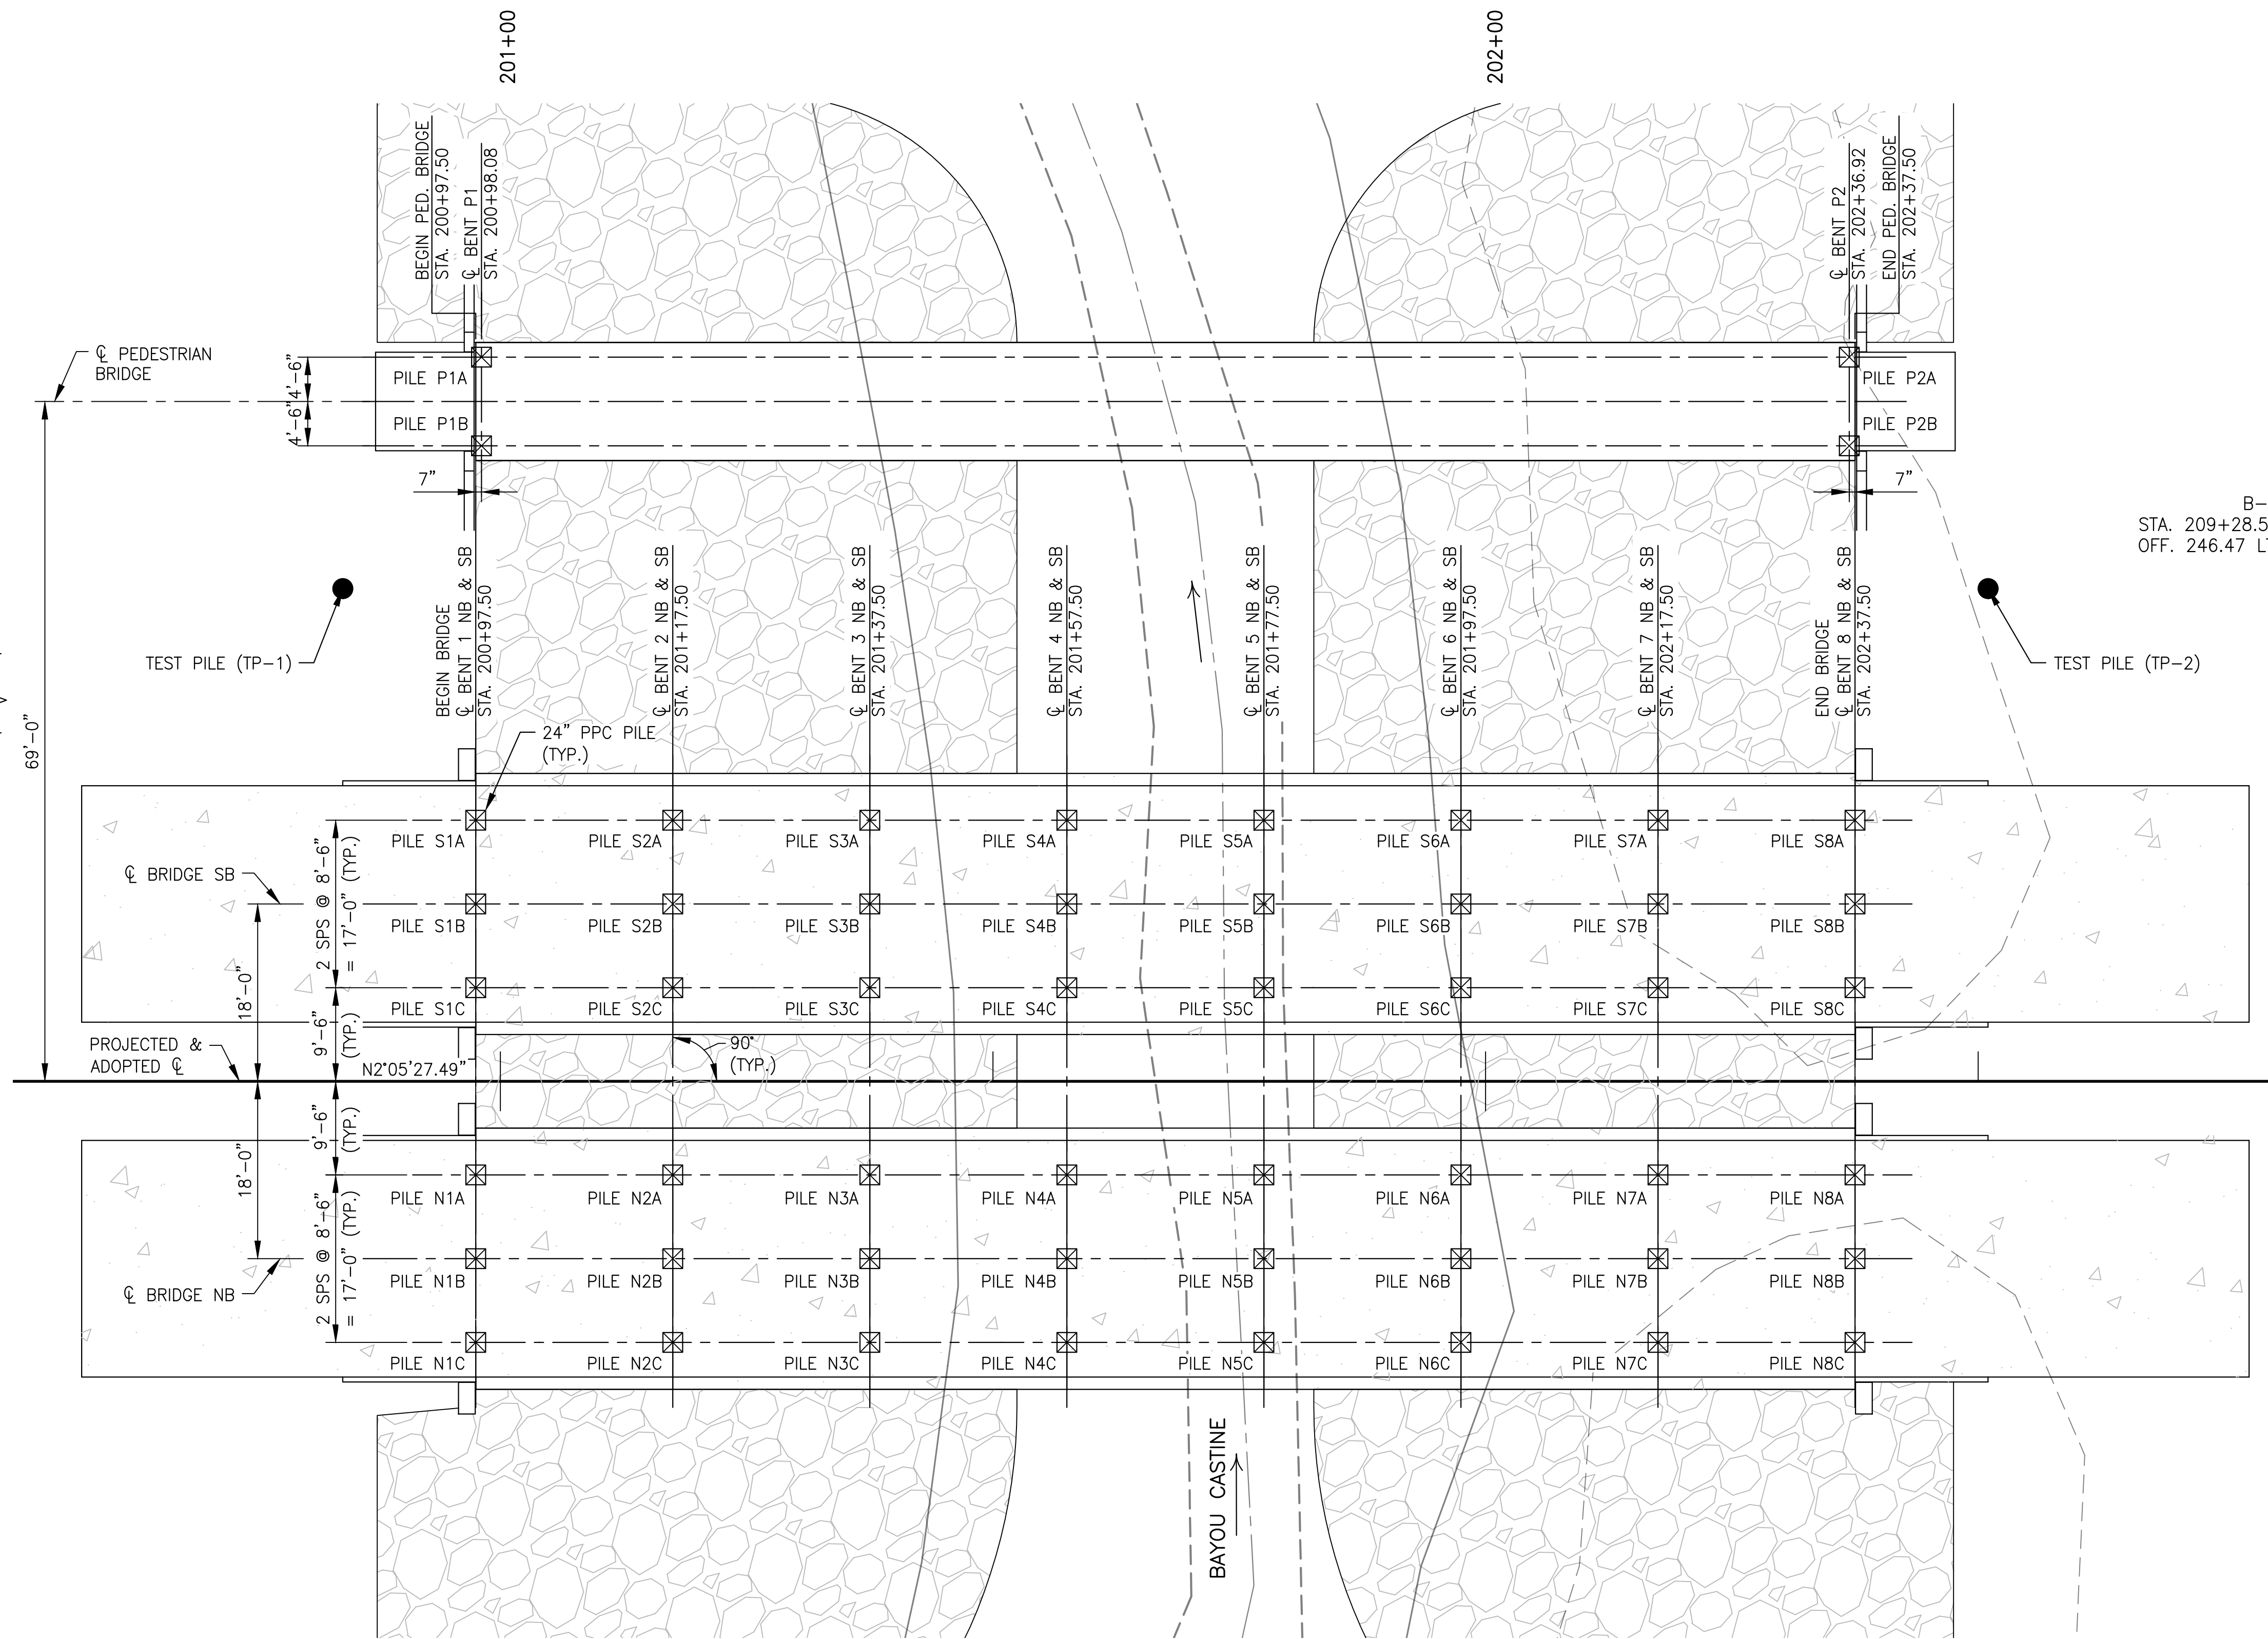 201+00
202+00
BEGIN PED. BRIDGE
STA. 200+97.50
℄ BENT P1
STA. 200+98.08
℄ BENT P2
STA. 202+36.92
END PED. BRIDGE
STA. 202+37.50
℄ PEDESTRIAN
BRIDGE
4'-6"
4'-6"
PILE P1A
PILE P1B
PILE P2A
PILE P2B
7"
7"
B-
STA. 209+28.5
OFF. 246.47 L
69'-0"
TEST PILE (TP-1)
TEST PILE (TP-2)
BEGIN BRIDGE
℄ BENT 1 NB & SB
STA. 200+97.50
℄ BENT 2 NB & SB
STA. 201+17.50
℄ BENT 3 NB & SB
STA. 201+37.50
℄ BENT 4 NB & SB
STA. 201+57.50
℄ BENT 5 NB & SB
STA. 201+77.50
℄ BENT 6 NB & SB
STA. 201+97.50
℄ BENT 7 NB & SB
STA. 202+17.50
END BRIDGE
℄ BENT 8 NB & SB
STA. 202+37.50
24" PPC PILE
(TYP.)
PILE S1A
PILE S2A
PILE S3A
PILE S4A
PILE S5A
PILE S6A
PILE S7A
PILE S8A
℄ BRIDGE SB
2 SPS @ 8'-6"
= 17'-0" (TYP.)
PILE S1B
PILE S2B
PILE S3B
PILE S4B
PILE S5B
PILE S6B
PILE S7B
PILE S8B
18'-0"
PILE S1C
PILE S2C
PILE S3C
PILE S4C
PILE S5C
PILE S6C
PILE S7C
PILE S8C
9'-6"
(TYP.)
PROJECTED &
ADOPTED ℄
N2°05'27.49"
90°
(TYP.)
9'-6"
(TYP.)
18'-0"
PILE N1A
PILE N2A
PILE N3A
PILE N4A
PILE N5A
PILE N6A
PILE N7A
PILE N8A
2 SPS @ 8'-6"
= 17'-0" (TYP.)
℄ BRIDGE NB
PILE N1B
PILE N2B
PILE N3B
PILE N4B
PILE N5B
PILE N6B
PILE N7B
PILE N8B
PILE N1C
PILE N2C
PILE N3C
PILE N4C
PILE N5C
PILE N6C
PILE N7C
PILE N8C
BAYOU CASTINE